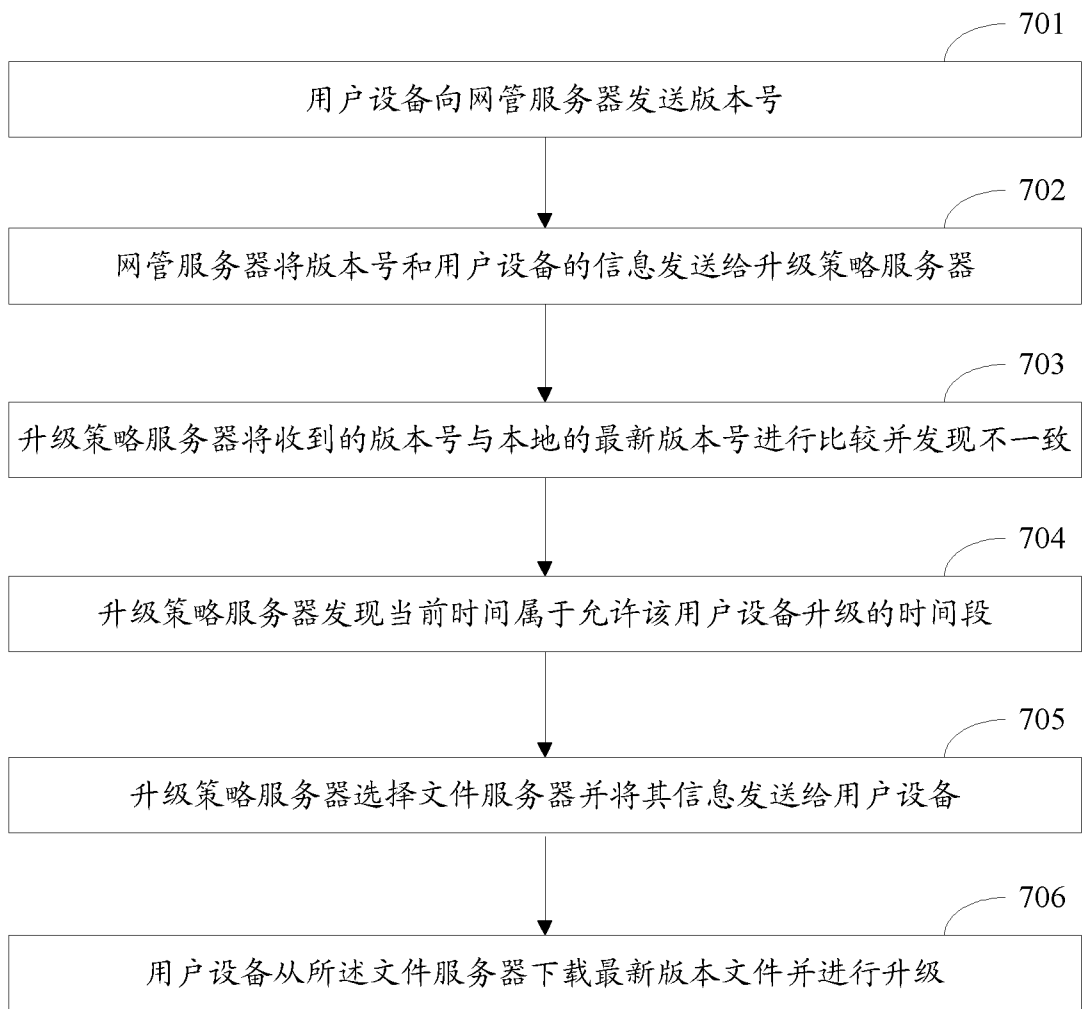 701
用户设备向网管服务器发送版本号
702
网管服务器将版本号和用户设备的信息发送给升级策略服务器
703
升级策略服务器将收到的版本号与本地的最新版本号进行比较并发现不一致
704
升级策略服务器发现当前时间属于允许该用户设备升级的时间段
705
升级策略服务器选择文件服务器并将其信息发送给用户设备
706
用户设备从所述文件服务器下载最新版本文件并进行升级